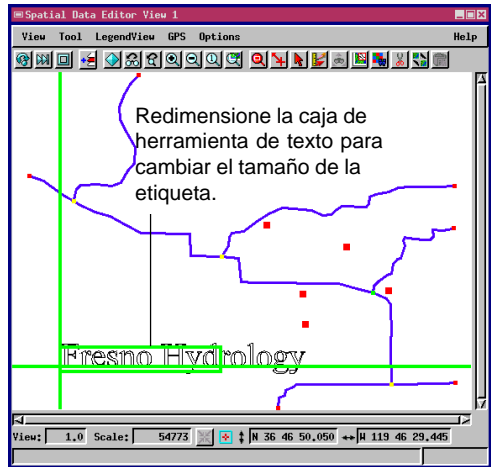 Spatial Data Editor View 1
View Tool LegendView GPS Options Help
Redimensione la caja de
herramienta de texto para
cambiar el tamaño de la
etiqueta.
Fresno Hydrology
View: 1.0 Scale: 54773 N 36 46 50.050 W 119 46 29.445